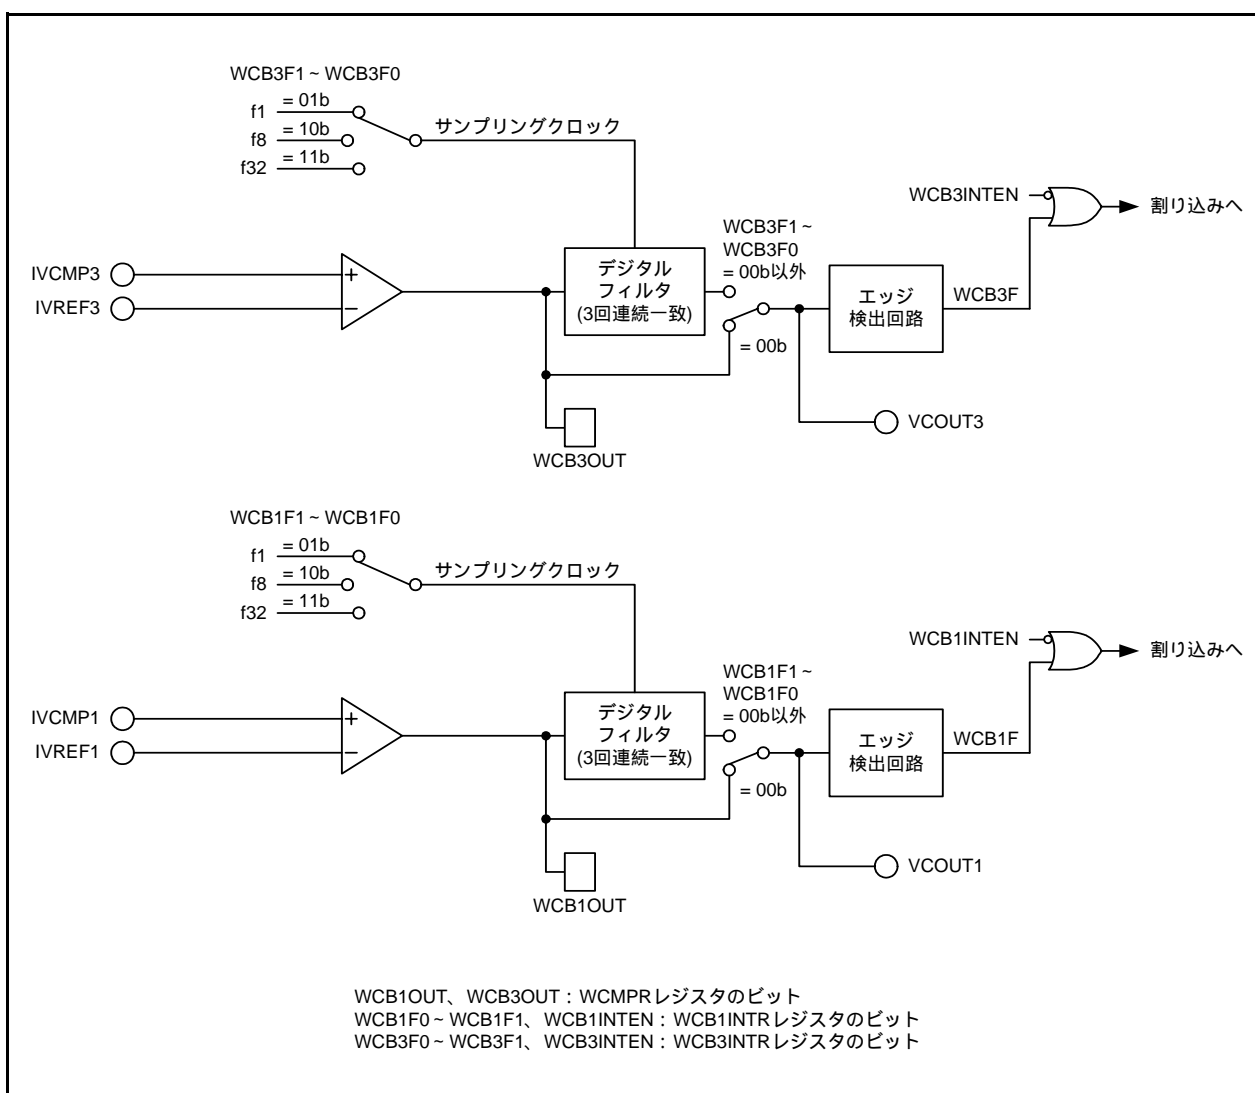 WCB3F1~WCB3F0
f1 = 01b
f8 = 10b
f32 = 11b
サンプリングクロック
WCB3INTEN
割り込みへ
WCB3F1~
WCB3F0
= 00b以外
IVCMP3
IVREF3
+
−
デジタル
フィルタ
(3回連続一致)
= 00b
エッジ
検出回路
WCB3F
VCOUT3
WCB3OUT
WCB1F1~WCB1F0
f1 = 01b
f8 = 10b
f32 = 11b
サンプリングクロック
WCB1INTEN
割り込みへ
WCB1F1~
WCB1F0
= 00b以外
IVCMP1
IVREF1
+
−
デジタル
フィルタ
(3回連続一致)
= 00b
エッジ
検出回路
WCB1F
VCOUT1
WCB1OUT
WCB1OUT、WCB3OUT:WCMPRレジスタのビット
WCB1F0~WCB1F1、WCB1INTEN:WCB1INTRレジスタのビット
WCB3F0~WCB3F1、WCB3INTEN:WCB3INTRレジスタのビット